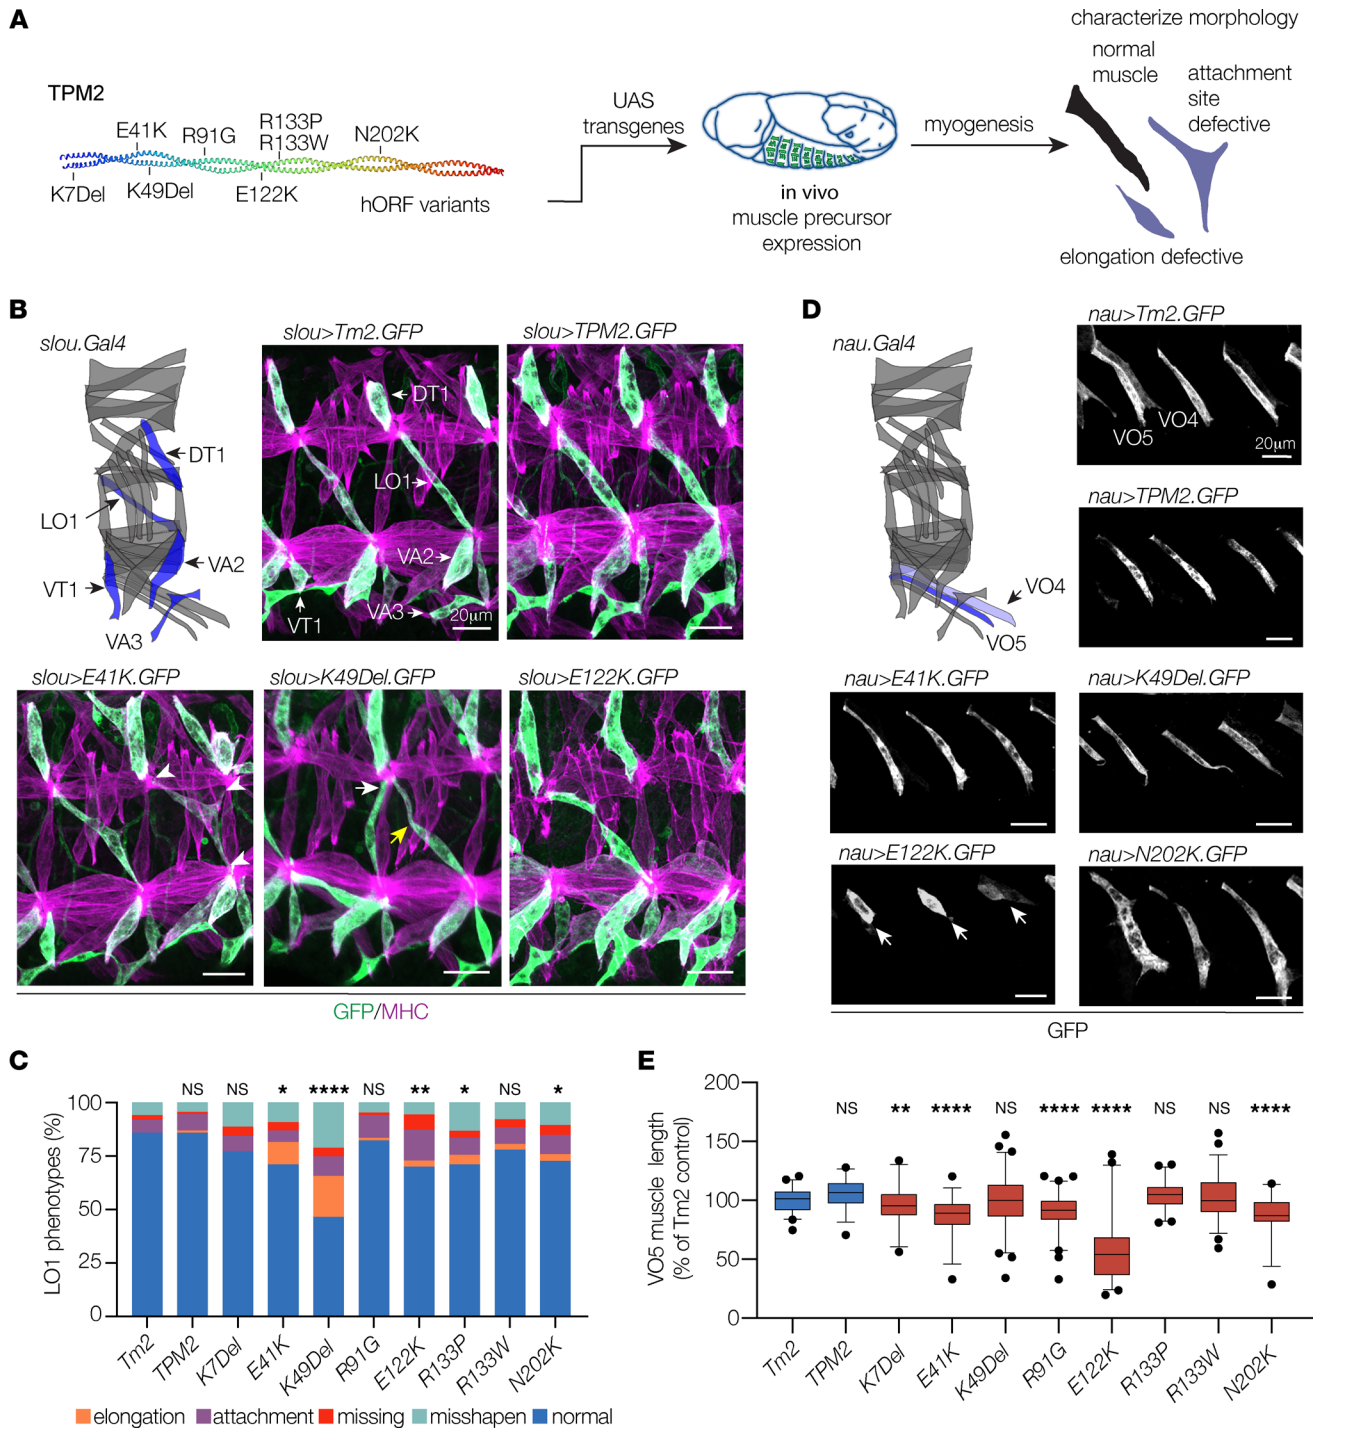 A
TPM2
E41K
R91G
R133P
R133W
N202K
K7Del
K49Del
E122K
hORF variants
UAS
transgenes
in vivo
muscle precursor
expression
myogenesis
characterize morphology
normal
muscle
attachment
site
defective
elongation defective
B
slou.Gal4
DT1
LO1
VA2
VT1
VA3
slou>Tm2.GFP
DT1
LO1
VA2
VA3
VT1
20μm
slou>TPM2.GFP
slou>E41K.GFP
slou>K49Del.GFP
slou>E122K.GFP
GFP/MHC
D
nau.Gal4
VO4
VO5
nau>Tm2.GFP
VO5
VO4
20μm
nau>TPM2.GFP
nau>E41K.GFP
nau>K49Del.GFP
nau>E122K.GFP
nau>N202K.GFP
GFP
C
LO1 phenotypes (%)
100
75
50
25
0
NS NS * **** NS ** * NS *
Tm2 TPM2 K7Del E41K K49Del R91G E122K R133P R133W N202K
elongation attachment missing misshapen normal
E
VO5 muscle length
(% of Tm2 control)
200
150
100
50
0
NS ** **** NS **** **** NS NS ****
Tm2 TPM2 K7Del E41K K49Del R91G E122K R133P R133W N202K